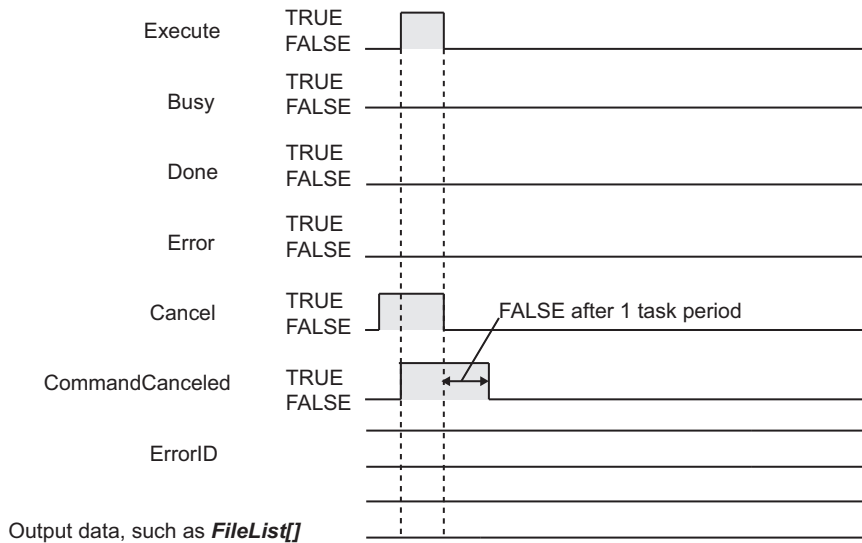 Execute
TRUE
FALSE
Busy
TRUE
FALSE
Done
TRUE
FALSE
Error
TRUE
FALSE
Cancel
TRUE
FALSE
FALSE after 1 task period
CommandCanceled
TRUE
FALSE
ErrorID
Output data, such as FileList[]